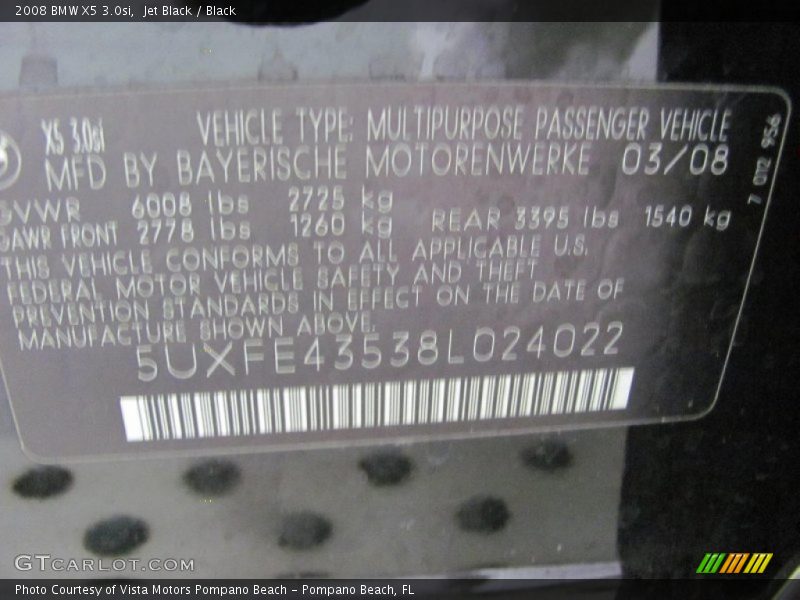 2008 BMW X5 3.0si, Jet Black / Black
X5 3.0si VEHICLE TYPE: MULTIPURPOSE PASSENGER VEHICLE
MFD BY BAYERISCHE MOTORENWERKE 03/08
GVWR 6008 lbs 2725 kg
GAWR FRONT 2778 lbs 1260 kg REAR 3395 lbs 1540 kg
THIS VEHICLE CONFORMS TO ALL APPLICABLE U.S.
FEDERAL MOTOR VEHICLE SAFETY AND THEFT
PREVENTION STANDARDS IN EFFECT ON THE DATE OF
MANUFACTURE SHOWN ABOVE.
5UXFE43538L024022
7 072 956
GTCARLOT.COM
Photo Courtesy of Vista Motors Pompano Beach - Pompano Beach, FL